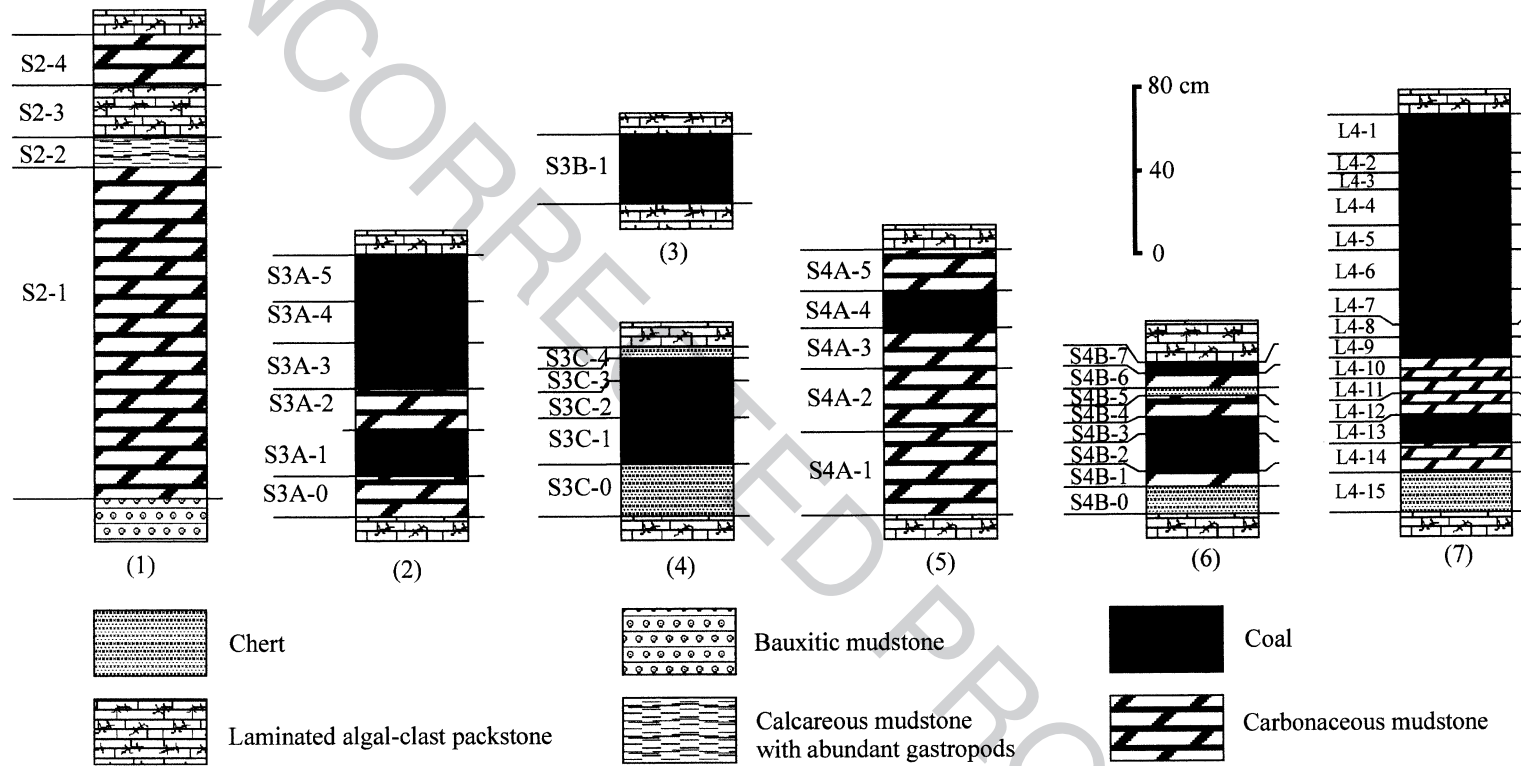 UNCORRECTED PRO
S2-4
S2-3
S2-2
S2-1
(1)
S3A-5
S3A-4
S3A-3
S3A-2
S3A-1
S3A-0
(2)
S3B-1
(3)
S3C-4
S3C-3
S3C-2
S3C-1
S3C-0
(4)
S4A-5
S4A-4
S4A-3
S4A-2
S4A-1
(5)
80 cm
40
0
S4B-7
S4B-6
S4B-5
S4B-4
S4B-3
S4B-2
S4B-1
S4B-0
(6)
L4-1
L4-2
L4-3
L4-4
L4-5
L4-6
L4-7
L4-8
L4-9
L4-10
L4-11
L4-12
L4-13
L4-14
L4-15
(7)
Chert
Bauxitic mudstone
Coal
Laminated algal-clast packstone
Calcareous mudstone
with abundant gastropods
Carbonaceous mudstone